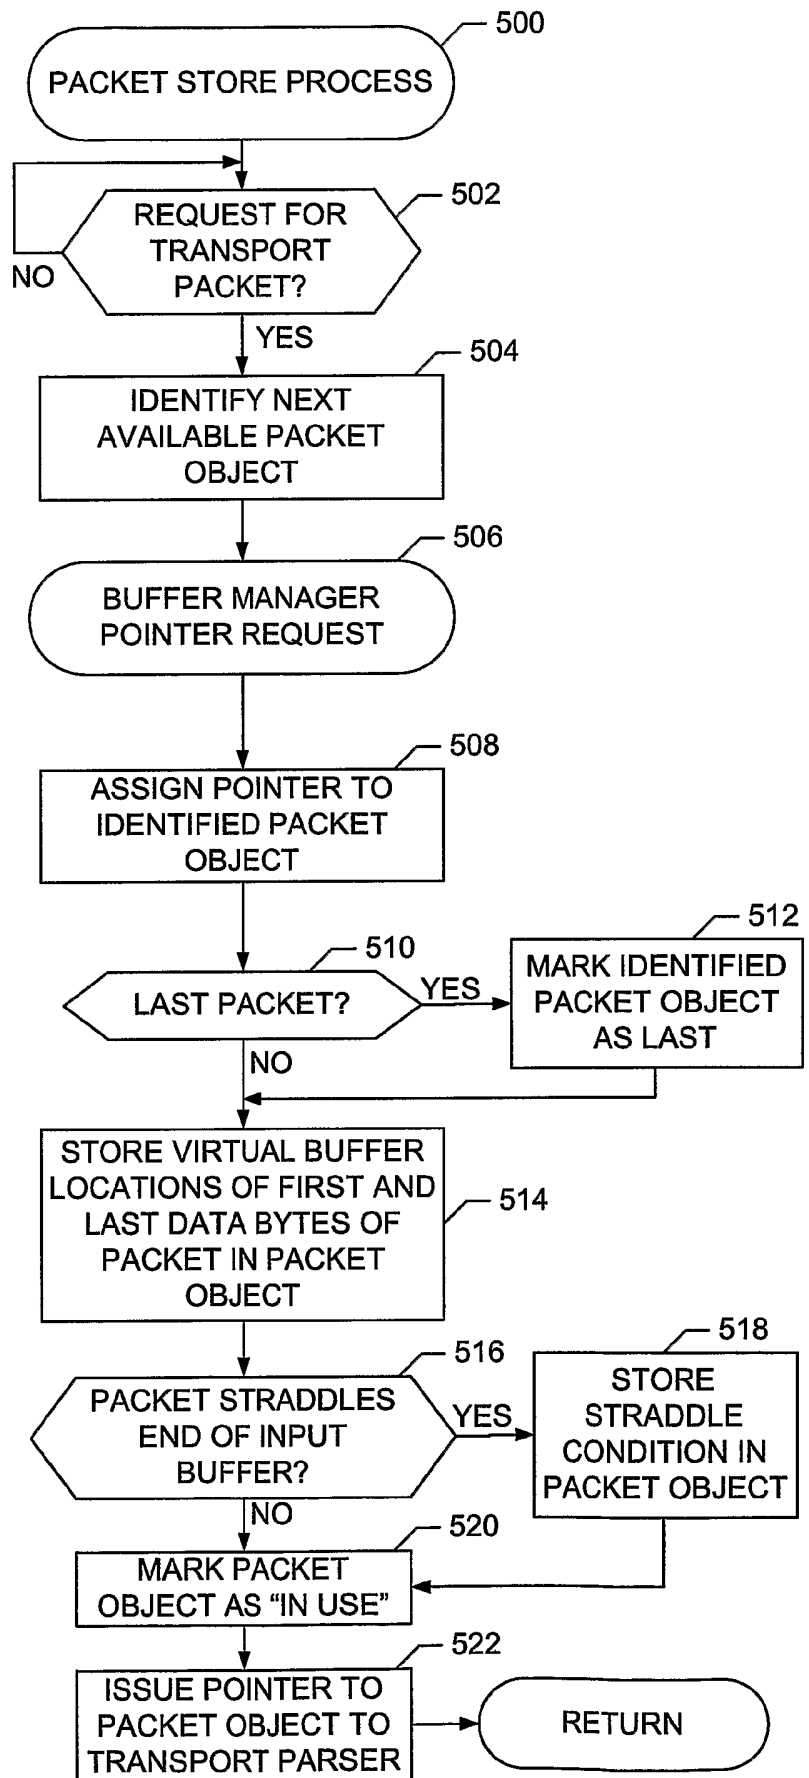 500
PACKET STORE PROCESS
502
REQUEST FOR
TRANSPORT
PACKET?
NO
YES
504
IDENTIFY NEXT
AVAILABLE PACKET
OBJECT
506
BUFFER MANAGER
POINTER REQUEST
508
ASSIGN POINTER TO
IDENTIFIED PACKET
OBJECT
510
LAST PACKET?
YES
512
MARK IDENTIFIED
PACKET OBJECT
AS LAST
NO
STORE VIRTUAL BUFFER
LOCATIONS OF FIRST AND
LAST DATA BYTES OF
PACKET IN PACKET
OBJECT
514
516
PACKET STRADDLES
END OF INPUT
BUFFER?
YES
518
STORE
STRADDLE
CONDITION IN
PACKET OBJECT
NO
520
MARK PACKET
OBJECT AS “IN USE”
522
ISSUE POINTER TO
PACKET OBJECT TO
TRANSPORT PARSER
RETURN